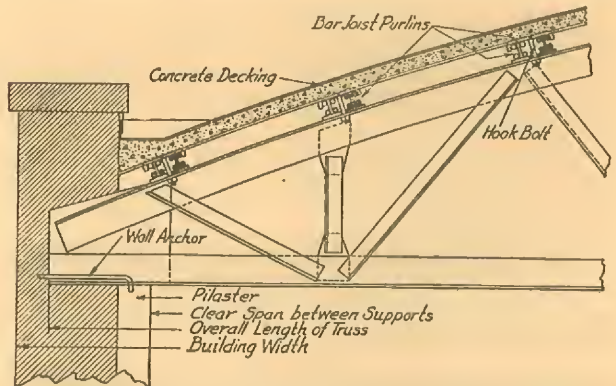 Bar Joist Purlins
Concrete Decking
Hook Bolt
Wall Anchor
Pilaster
Clear Span between Supports
Overall Length of Truss
Building Width